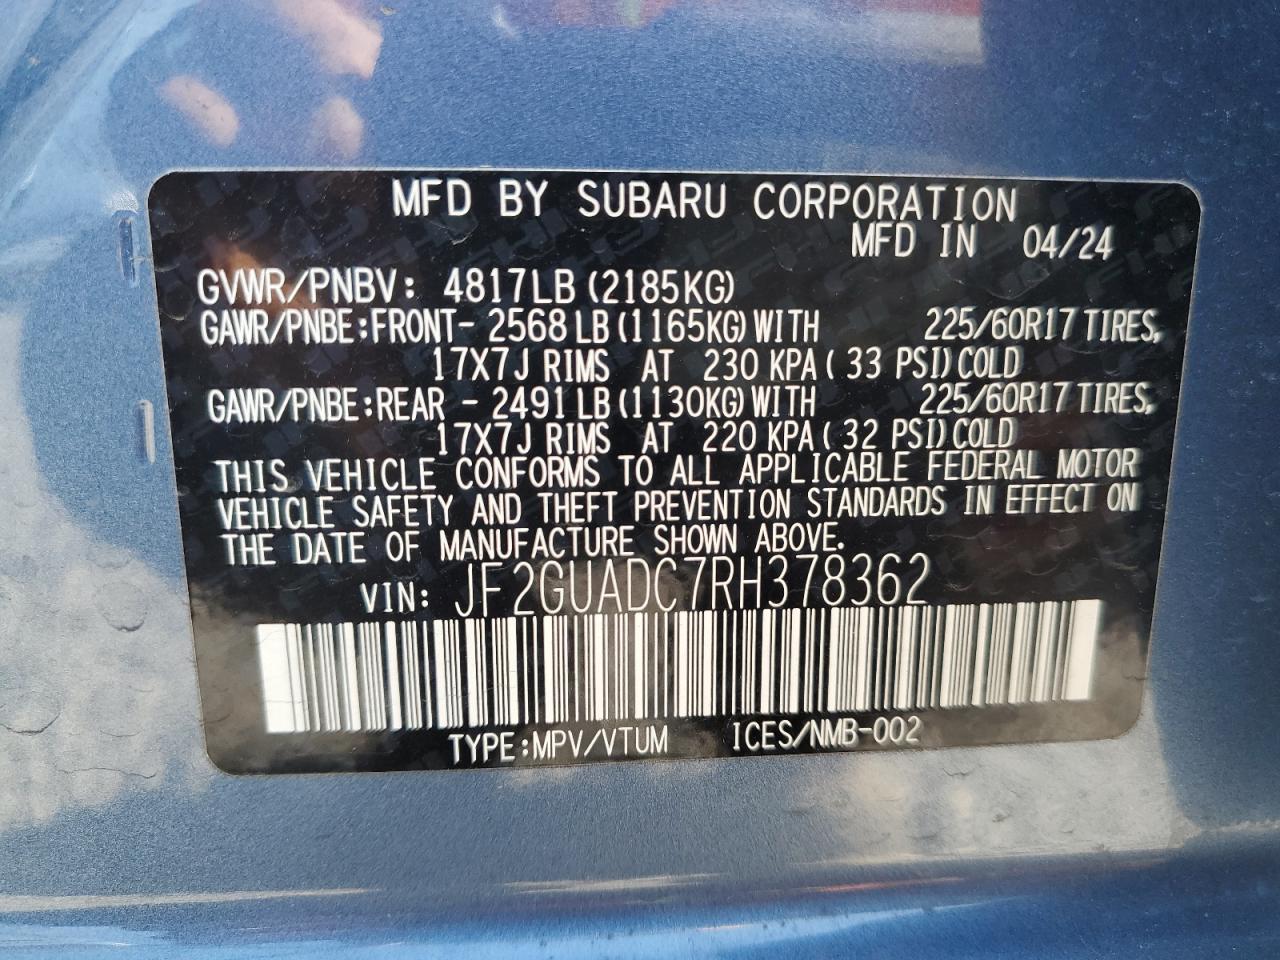 MFD BY SUBARU CORPORATION
MFD IN 04/24
GVWR/PNBV: 4817LB (2185KG)
GAWR/PNBE:FRONT- 2568 LB (1165KG) WITH 225/60R17 TIRES,
17X7J RIMS AT 230 KPA ( 33 PSI) COLD
GAWR/PNBE:REAR - 2491 LB (1130KG) WITH 225/60R17 TIRES,
17X7J RIMS AT 220 KPA ( 32 PSI) COLD
THIS VEHICLE CONFORMS TO ALL APPLICABLE FEDERAL MOTOR
VEHICLE SAFETY AND THEFT PREVENTION STANDARDS IN EFFECT ON
THE DATE OF MANUFACTURE SHOWN ABOVE.
VIN: JF2GUADC7RH378362
TYPE:MPV/VTUM ICES/NMB-002